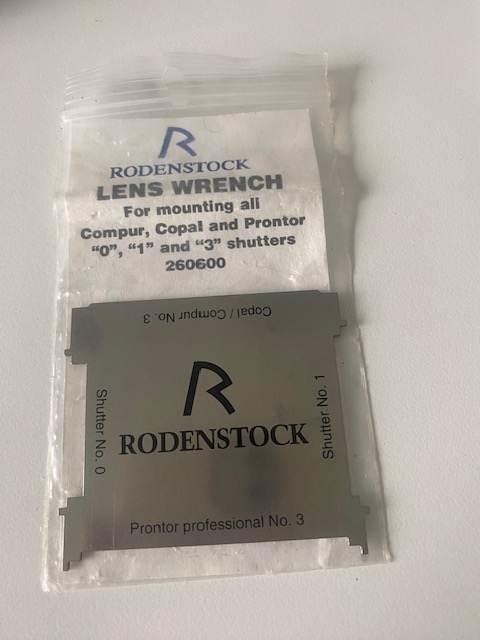 RODENSTOCK
LENS WRENCH
For mounting all
Compur, Copal and Prontor
“0”, “1” and “3” shutters
260600
Copal / Compur No. 3
Shutter No. 0
RODENSTOCK
Shutter No. 1
Prontor professional No. 3